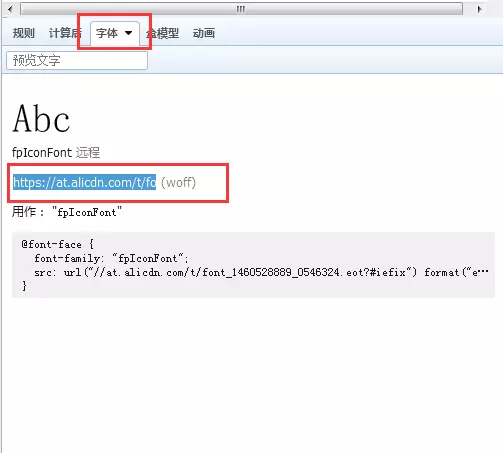 规则 计算后 字体 盒模型 动画
预览文字
Abc
fpIconFont 远程
https://at.alicdn.com/t/fo (woff)
用作： "fpIconFont"
@font-face {
font-family: "fpIconFont";
src: url("//at.alicdn.com/t/font_1460528889_0546324.eot?#iefix") format("e…
}